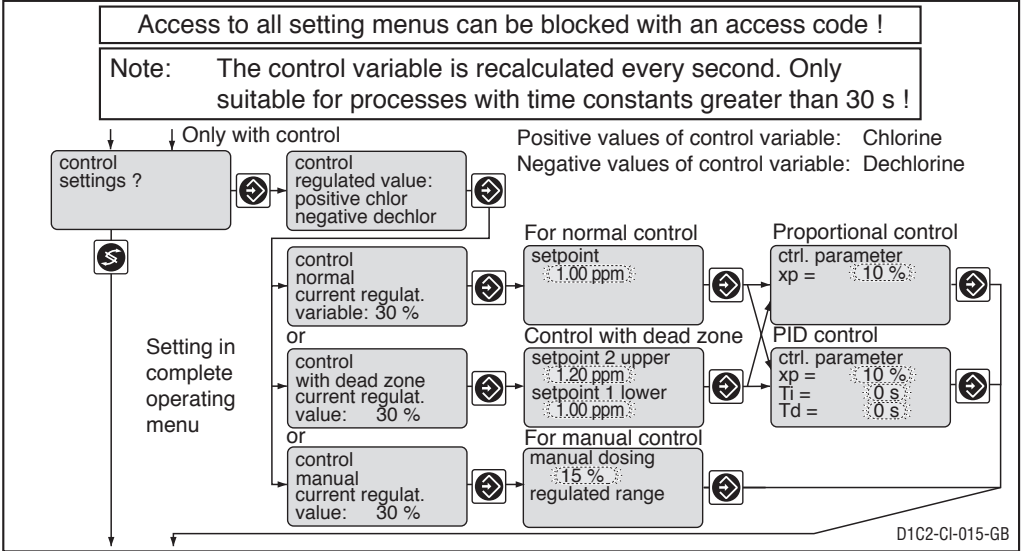 Access to all setting menus can be blocked with an access code !
Note: The control variable is recalculated every second. Only
suitable for processes with time constants greater than 30 s !
Only with control
Positive values of control variable: Chlorine
Negative values of control variable: Dechlorine
control
settings ?
control
regulated value:
positive chlor
negative dechlor
Setting in
complete
operating
menu
control
normal
current regulat.
variable: 30 %
For normal control
setpoint
1.00 ppm
Proportional control
ctrl. parameter
xp = 10 %
or
control
with dead zone
current regulat.
value: 30 %
Control with dead zone
setpoint 2 upper
1.20 ppm
setpoint 1 lower
1.00 ppm
PID control
ctrl. parameter
xp = 10 %
Ti = 0 s
Td = 0 s
or
control
manual
current regulat.
value: 30 %
For manual control
manual dosing
15 %
regulated range
D1C2-CI-015-GB